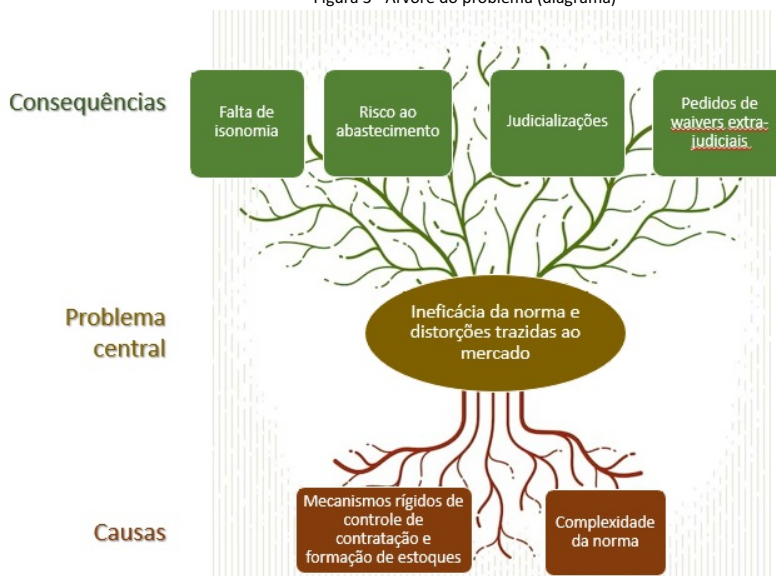 Figura 3 - Árvore do problema (diagrama)
Consequências
Falta de
isonomia
Risco ao
abastecimento
Judicializações
Pedidos de
waivers extra-
judiciais
Problema
central
Ineficácia da norma e
distorções trazidas ao
mercado
Causas
Mecanismos rígidos de
controle de
contratação e
formação de estoques
Complexidade
da norma